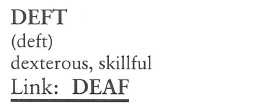 DEFT
(deft)
dexterous, skillful
Link: DEAF